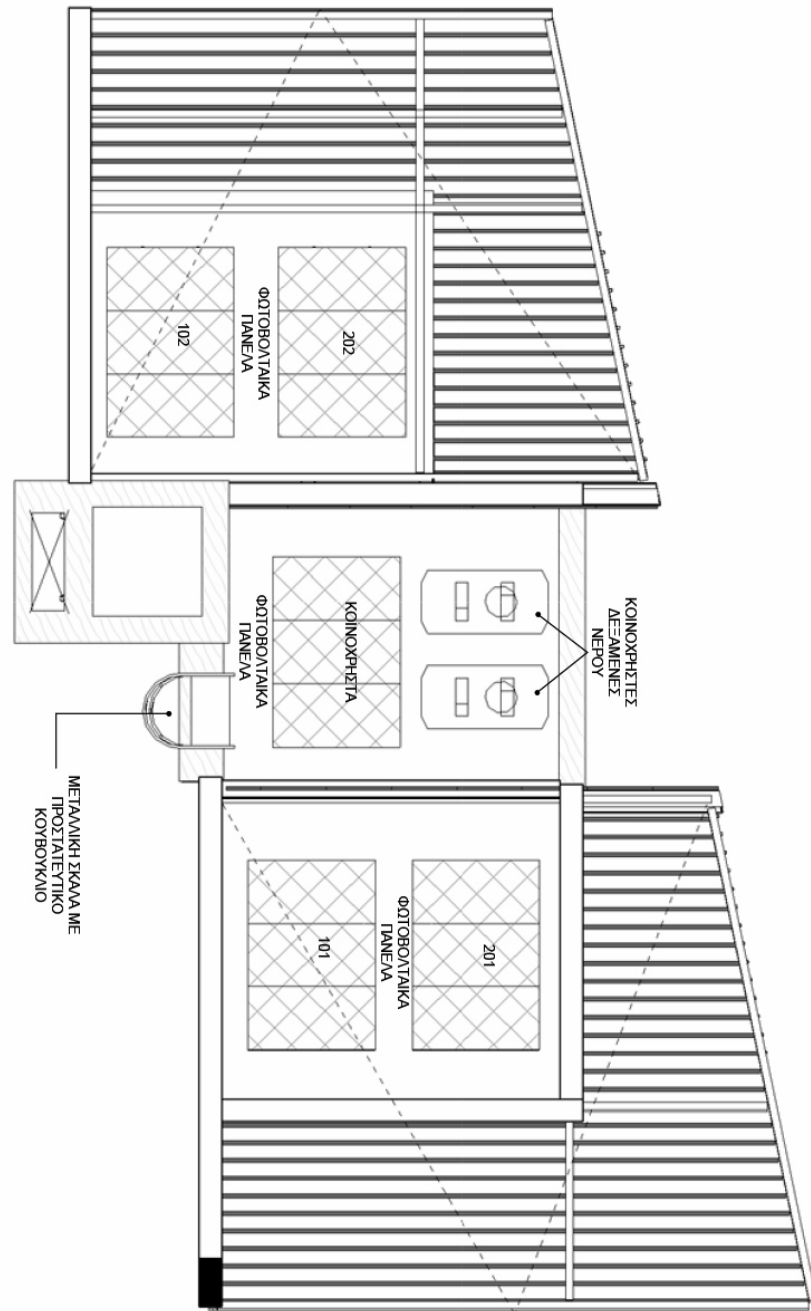 102
ΦΩΤΟΒΟΛΤΑΙΚΑ
ΠΑΝΕΛΑ
202
ΚΟΙΝΟΧΡΗΣΤΑ
ΦΩΤΟΒΟΛΤΑΙΚΑ
ΠΑΝΕΛΑ
ΚΟΙΝΟΧΡΗΣΤΕΣ
ΔΕΞΑΜΕΝΕΣ
ΝΕΡΟΥ
ΜΕΤΑΛΛΙΚΗ ΣΚΑΛΑ ΜΕ
ΠΡΟΣΤΑΤΕΥΤΙΚΟ
ΚΟΥΒΟΥΚΛΙΟ
101
ΦΩΤΟΒΟΛΤΑΙΚΑ
ΠΑΝΕΛΑ
201